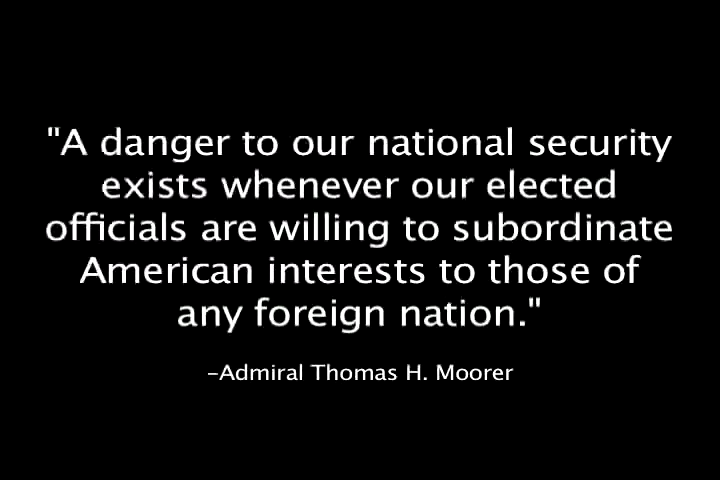 "A danger to our national security
exists whenever our elected
officials are willing to subordinate
American interests to those of
any foreign nation."
–Admiral Thomas H. Moorer